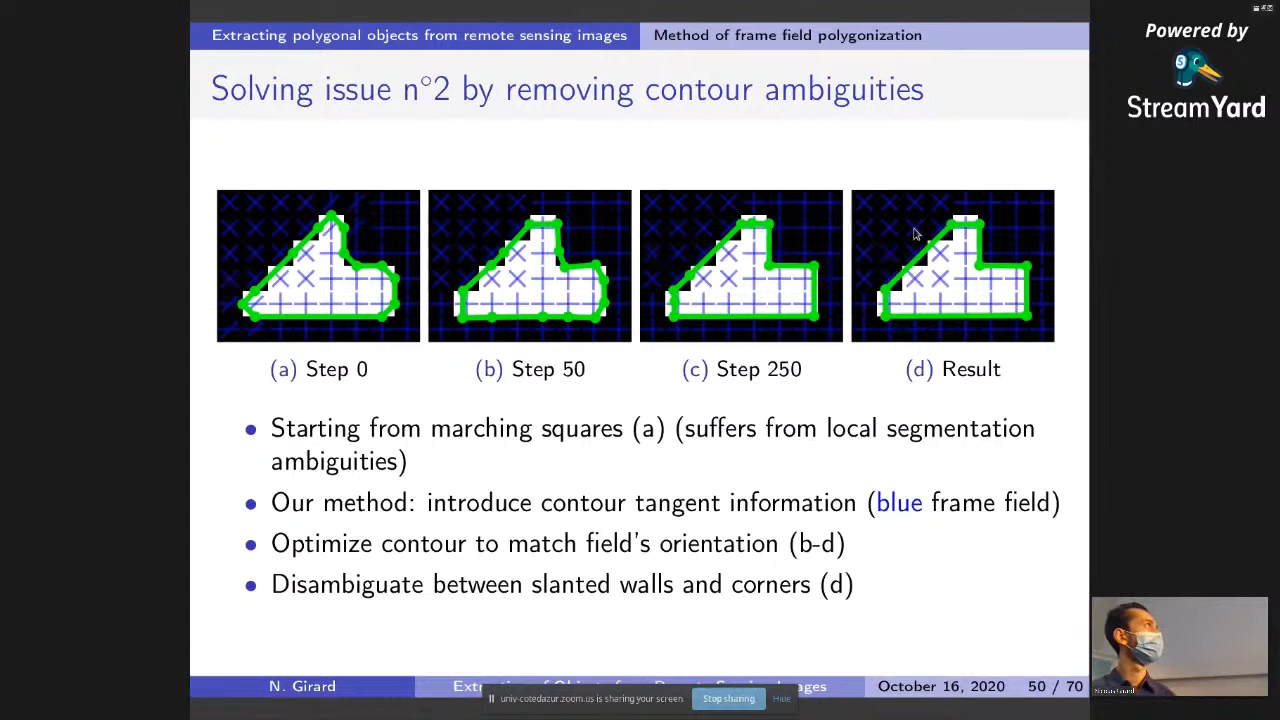 Extracting polygonal objects from remote sensing images
Method of frame field polygonization
Powered by
StreamYard
Solving issue n°2 by removing contour ambiguities
(a) Step 0
(b) Step 50
(c) Step 250
(d) Result
• Starting from marching squares (a) (suffers from local segmentation
ambiguities)
• Our method: introduce contour tangent information (blue frame field)
• Optimize contour to match field's orientation (b-d)
• Disambiguate between slanted walls and corners (d)
N. Girard
October 16, 2020
50 / 70
univ-cotedazur.zoom.us is sharing your screen.
Stop sharing
Hide